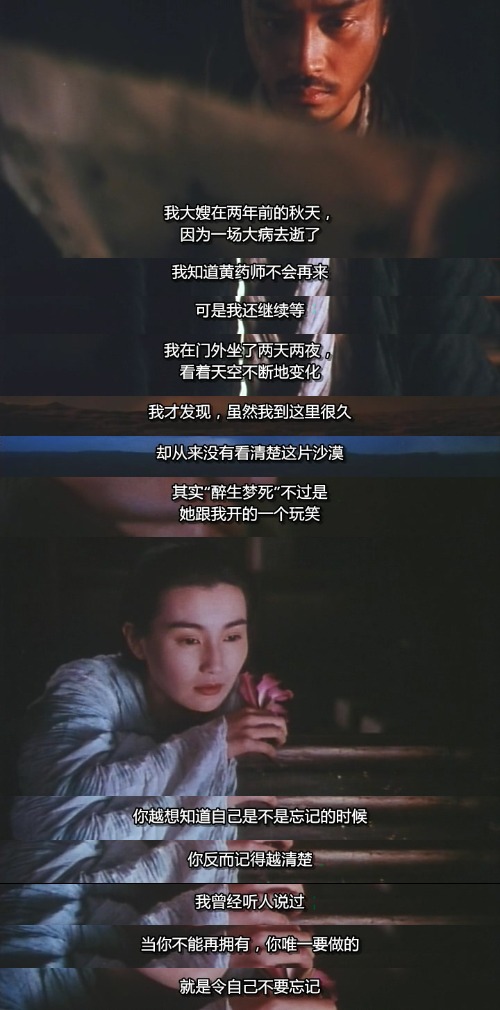 我大嫂在两年前的秋天，
因为一场大病去逝了
我知道黄药师不会再来
可是我还继续等
我在门外坐了两天两夜，
看着天空不断地变化
我才发现，虽然我到这里很久
却从来没有看清楚这片沙漠
其实“醉生梦死”不过是
她跟我开的一个玩笑
你越想知道自己是不是忘记的时候
你反而记得越清楚
我曾经听人说过
当你不能再拥有，你唯一要做的
就是令自己不要忘记